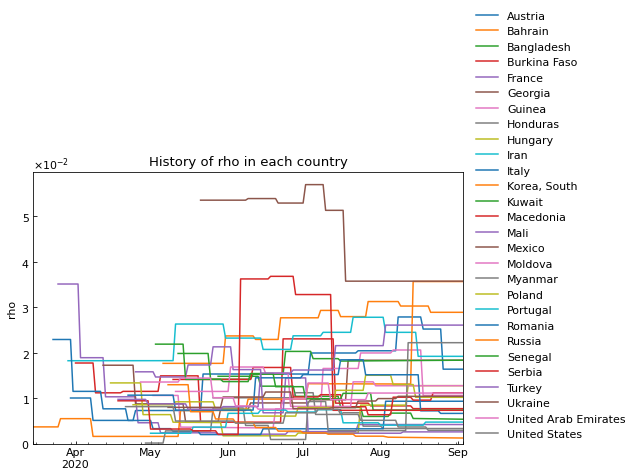 Austria
Bahrain
Bangladesh
Burkina Faso
France
Georgia
Guinea
Honduras
Hungary
Iran
Italy
Korea, South
Kuwait
Macedonia
Mali
Mexico
Moldova
Myanmar
Poland
Portugal
Romania
Russia
Senegal
Serbia
Turkey
Ukraine
United Arab Emirates
United States
History of rho in each country
×10⁻²
5
4
3
2
1
0
rho
Apr May Jun Jul Aug Sep
2020